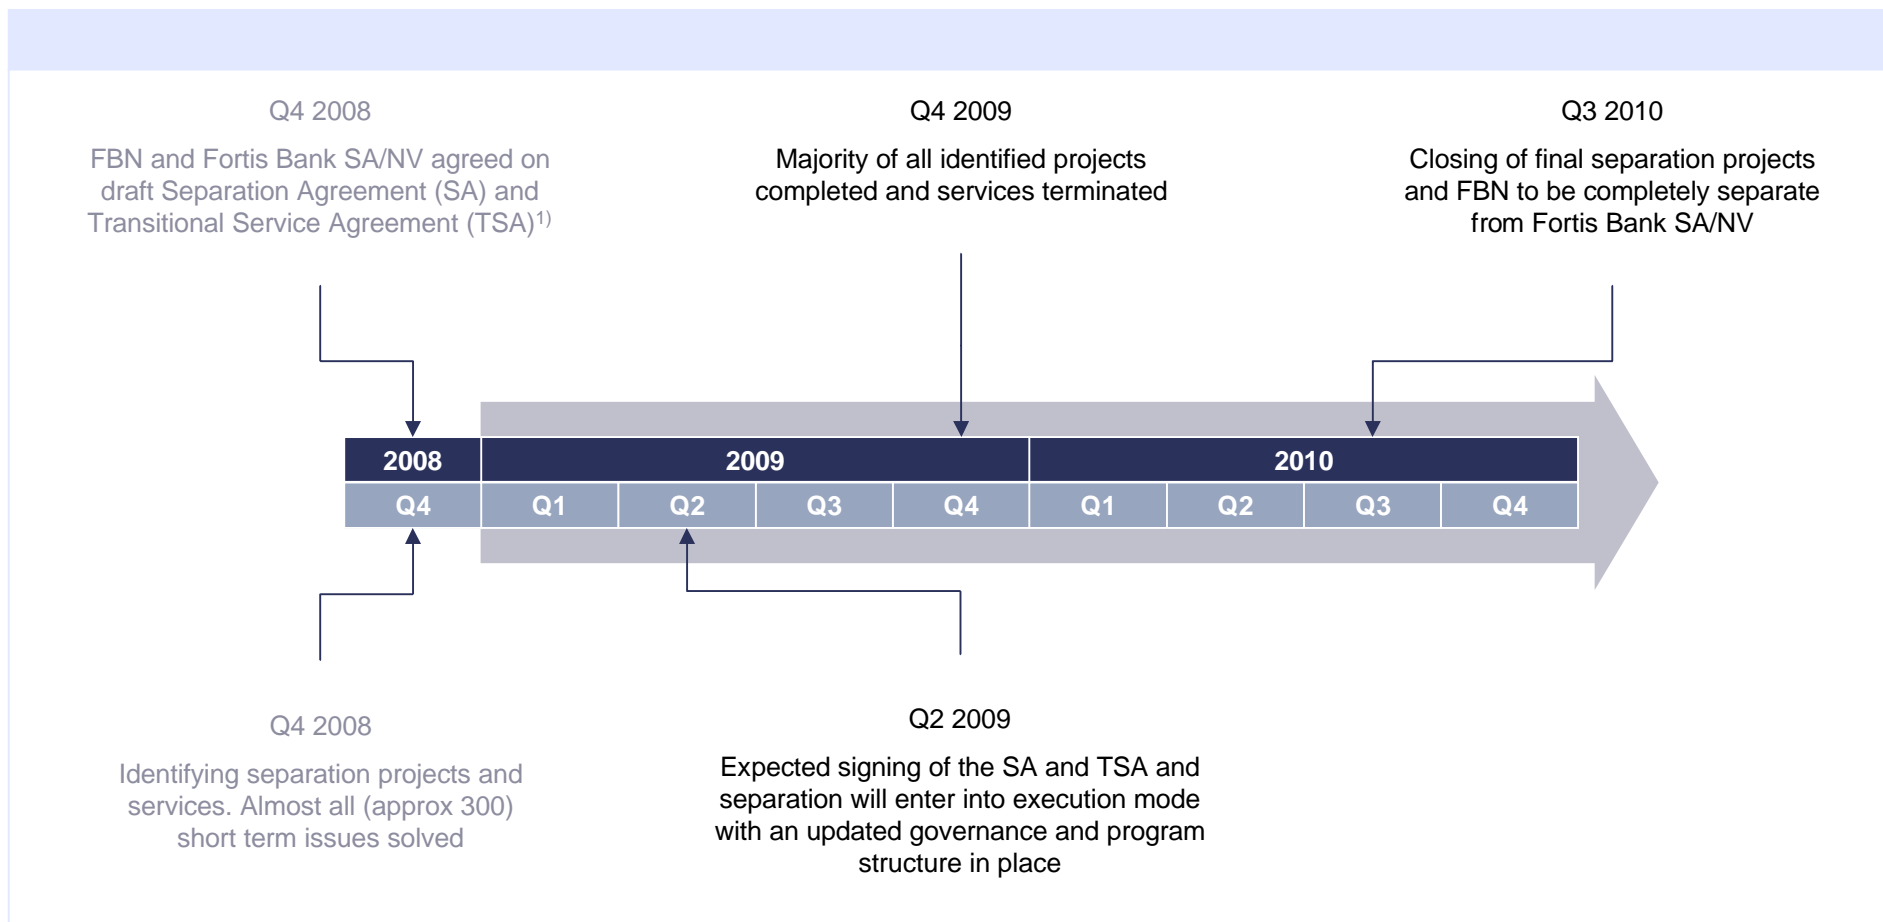 Q4 2008
FBN and Fortis Bank SA/NV agreed on
draft Separation Agreement (SA) and
Transitional Service Agreement (TSA)1)
Q4 2009
Majority of all identified projects
completed and services terminated
Q3 2010
Closing of final separation projects
and FBN to be completely separate
from Fortis Bank SA/NV
2008 2009 2010
Q4 Q1 Q2 Q3 Q4 Q1 Q2 Q3 Q4
Q4 2008
Identifying separation projects and
services. Almost all (approx 300)
short term issues solved
Q2 2009
Expected signing of the SA and TSA and
separation will enter into execution mode
with an updated governance and program
structure in place